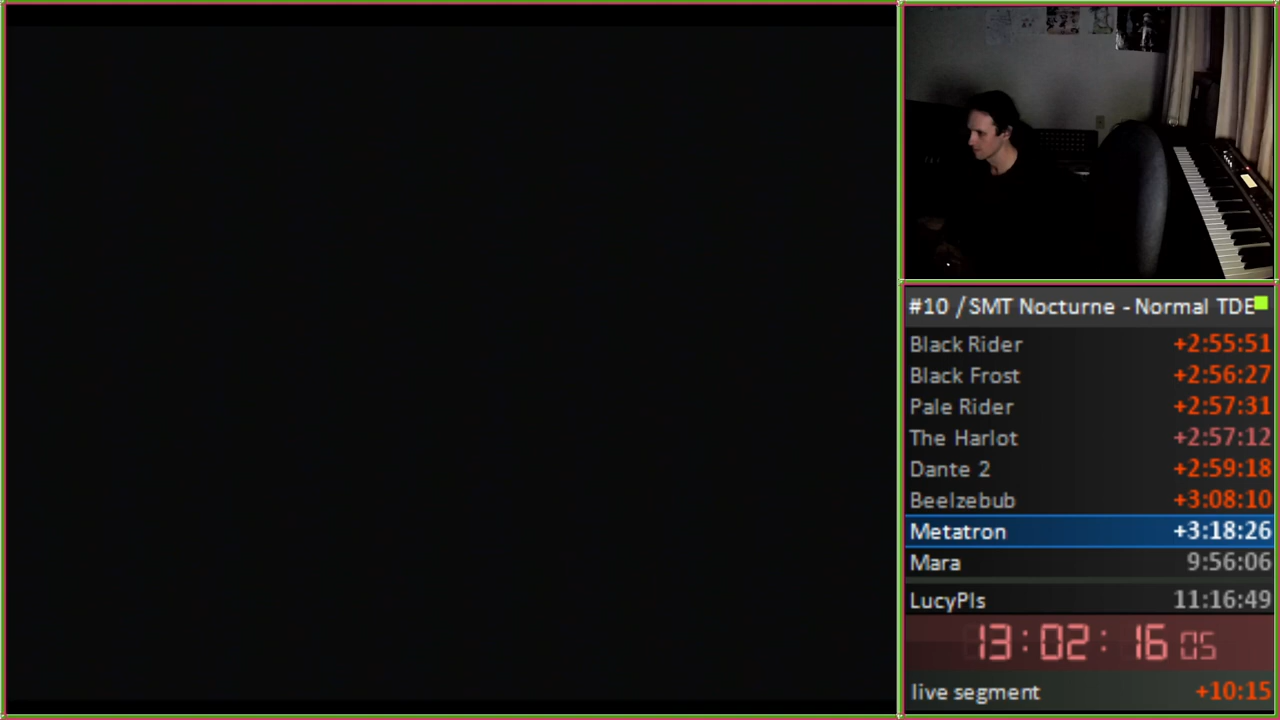 #10 / SMT Nocturne - Normal TDE
Black Rider +2:55:51
Black Frost +2:56:27
Pale Rider +2:57:31
The Harlot +2:57:12
Dante 2 +2:59:18
Beelzebub +3:08:10
Metatron +3:18:26
Mara 9:56:06
LucyPls 11:16:49
13:02:16 05
live segment +10:15